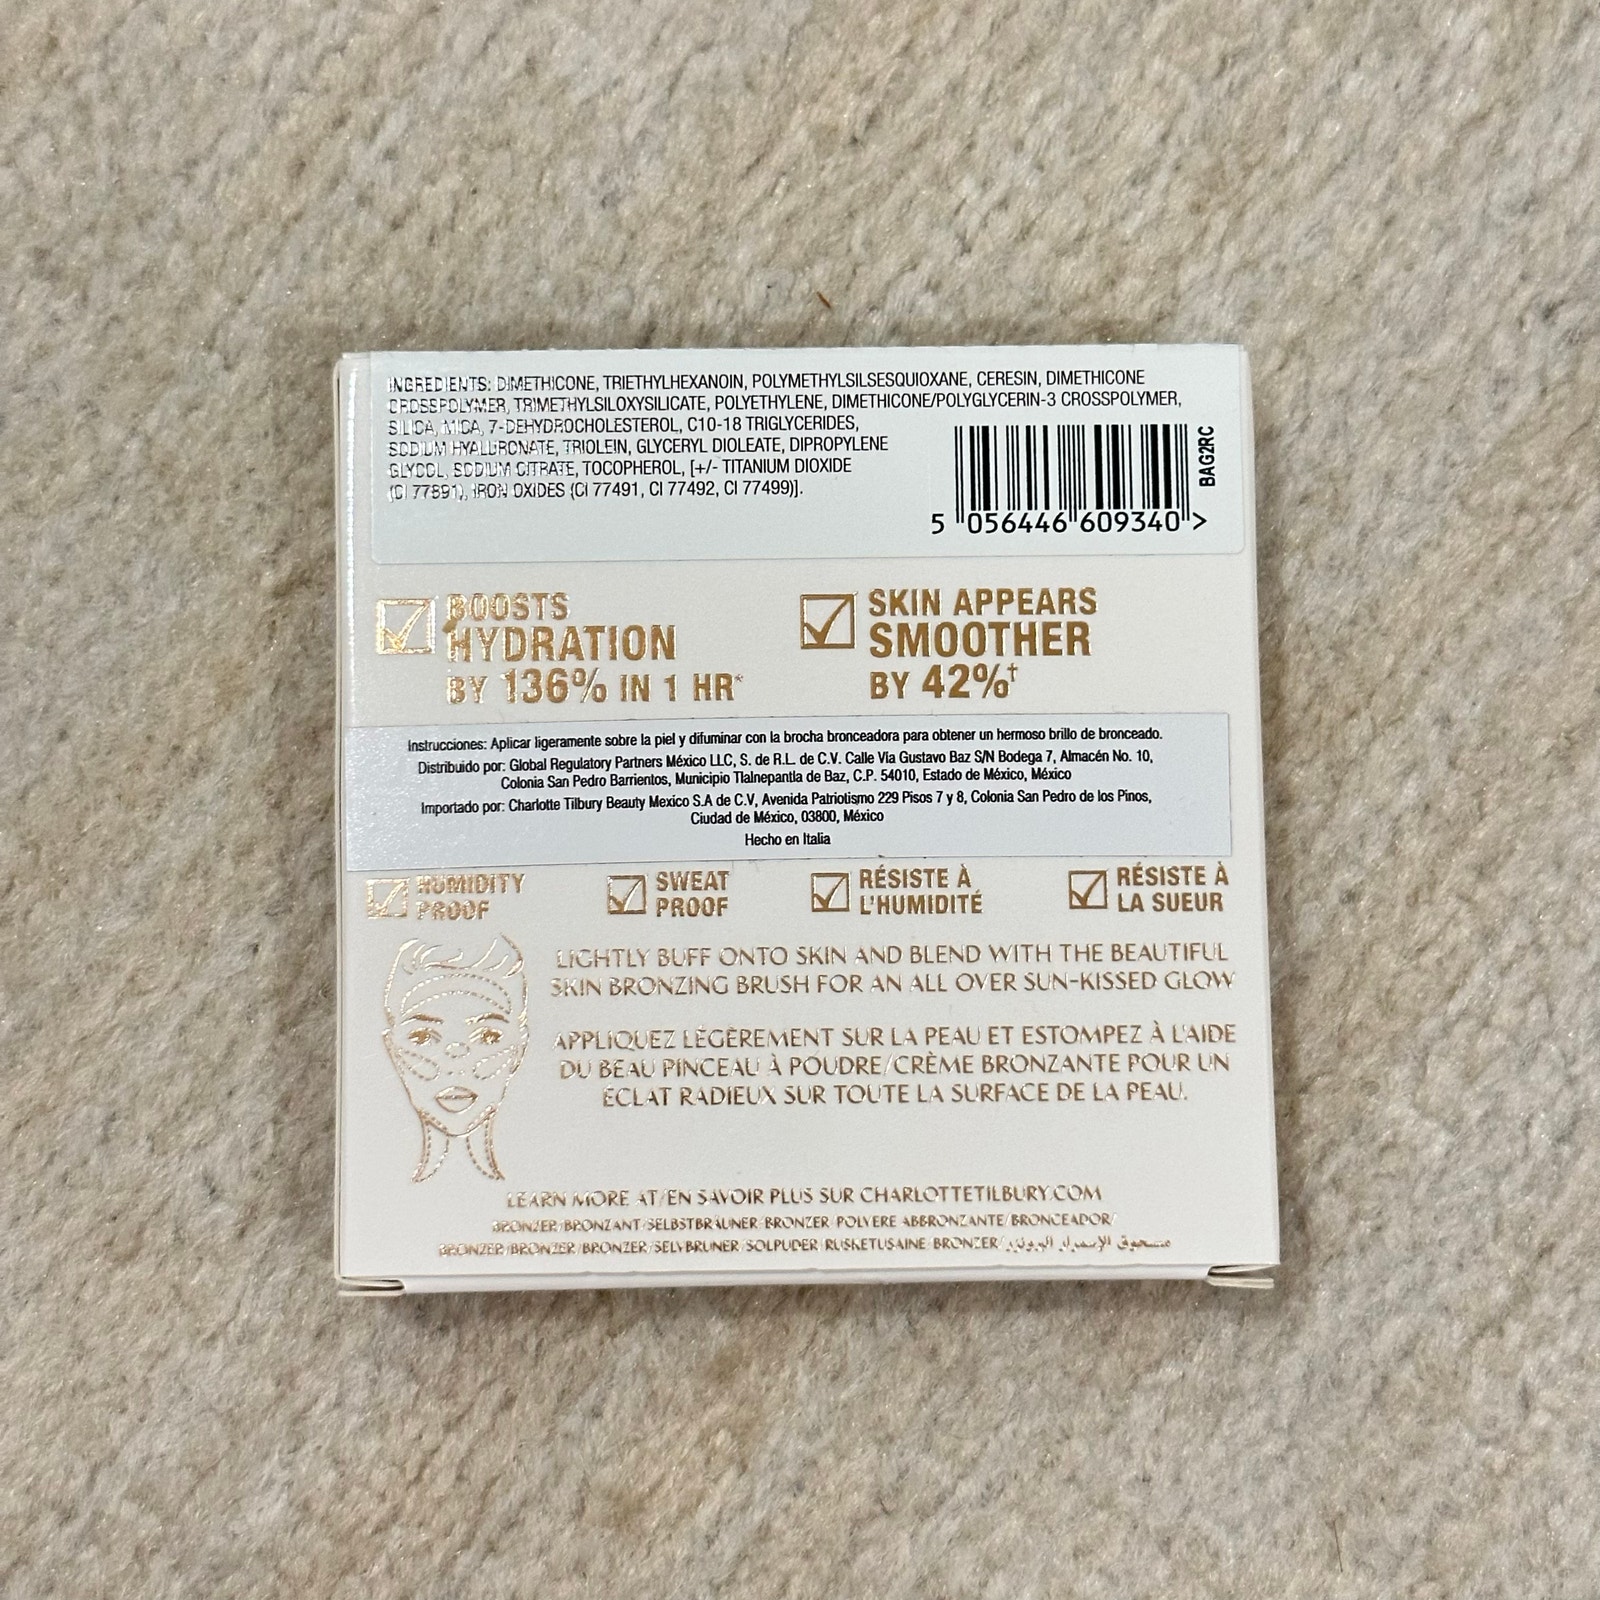 INGREDIENTS: DIMETHICONE, TRIETHYLHEXANOIN, POLYMETHYLSILSESQUIOXANE, CERESIN, DIMETHICONE
CROSSPOLYMER, TRIMETHYLSILOXYSILICATE, POLYETHYLENE, DIMETHICONE/POLYGLYCERIN-3 CROSSPOLYMER,
SILICA, MICA, 7-DEHYDROCHOLESTEROL, C10-18 TRIGLYCERIDES,
SODIUM HYALURONATE, TRIOLEIN, GLYCERYL DIOLEATE, DIPROPYLENE
GLYCOL, SODIUM CITRATE, TOCOPHEROL, [+/- TITANIUM DIOXIDE
(CI 77891), IRON OXIDES (CI 77491, CI 77492, CI 77499)].
BAG2RC
5 056446 609340 >
BOOSTS
HYDRATION
BY 136% IN 1 HR*
SKIN APPEARS
SMOOTHER
BY 42%†
Instrucciones: Aplicar ligeramente sobre la piel y difuminar con la brocha bronceadora para obtener un hermoso brillo de bronceado.
Distribuido por: Global Regulatory Partners México LLC, S. de R.L. de C.V. Calle Vía Gustavo Baz S/N Bodega 7, Almacén No. 10,
Colonia San Pedro Barrientos, Municipio Tlalnepantla de Baz, C.P. 54010, Estado de México, México
Importado por: Charlotte Tilbury Beauty Mexico S.A de C.V, Avenida Patriotismo 229 Pisos 7 y 8, Colonia San Pedro de los Pinos,
Ciudad de México, 03800, México
Hecho en Italia
HUMIDITY
PROOF
SWEAT
PROOF
RÉSISTE À
L'HUMIDITÉ
RÉSISTE À
LA SUEUR
LIGHTLY BUFF ONTO SKIN AND BLEND WITH THE BEAUTIFUL
SKIN BRONZING BRUSH FOR AN ALL OVER SUN-KISSED GLOW
APPLIQUEZ LÉGÈREMENT SUR LA PEAU ET ESTOMPEZ À L'AIDE
DU BEAU PINCEAU À POUDRE/CRÈME BRONZANTE POUR UN
ÉCLAT RADIEUX SUR TOUTE LA SURFACE DE LA PEAU.
LEARN MORE AT/EN SAVOIR PLUS SUR CHARLOTTETILBURY.COM
BRONZER/BRONZANT/SELBSTBRÄUNER BRONZER/POLVERE ABBRONZANTE/BRONCEADOR/
BRONZER/BRONZER/BRONZER/SELVBRUNER/SOLPUDER/RUSKETUSAINE BRONZER/